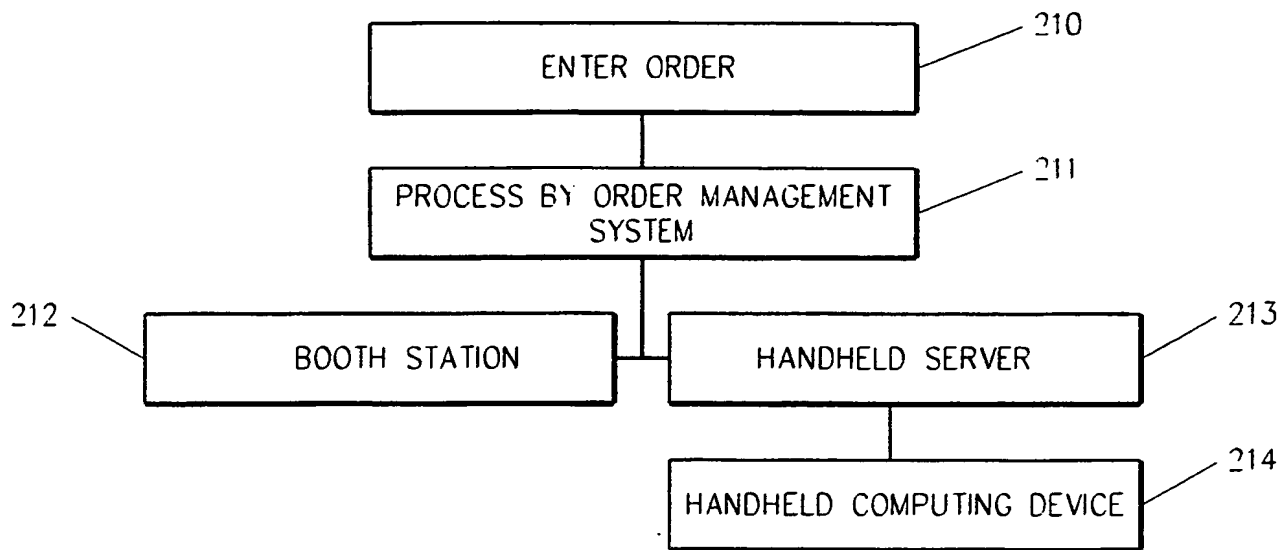 ENTER ORDER
210
PROCESS BY ORDER MANAGEMENT
SYSTEM
211
212
BOOTH STATION
HANDHELD SERVER
213
HANDHELD COMPUTING DEVICE
214